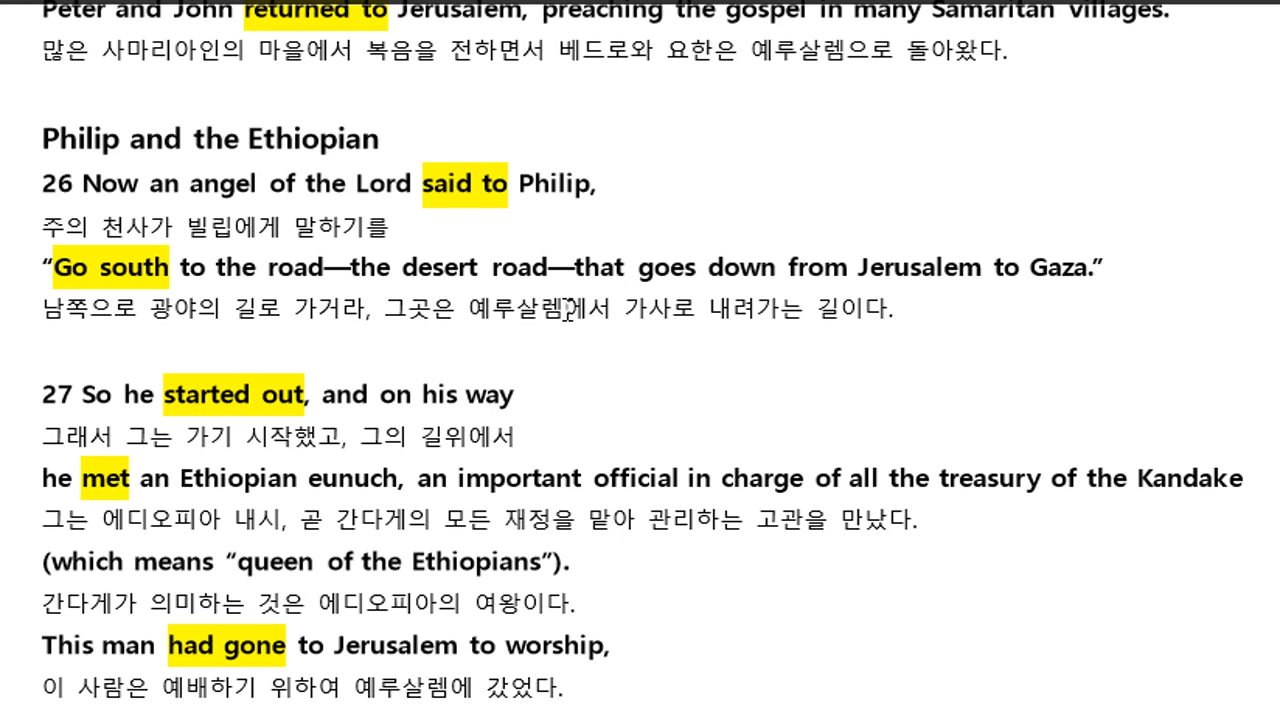 Peter and John returned to Jerusalem, preaching the gospel in many Samaritan villages.
많은 사마리아인의 마을에서 복음을 전하면서 베드로와 요한은 예루살렘으로 돌아왔다.
Philip and the Ethiopian
26 Now an angel of the Lord said to Philip,
주의 천사가 빌립에게 말하기를
“Go south to the road—the desert road—that goes down from Jerusalem to Gaza.”
남쪽으로 광야의 길로 가거라, 그곳은 예루살렘에서 가사로 내려가는 길이다.
27 So he started out, and on his way
그래서 그는 가기 시작했고, 그의 길위에서
he met an Ethiopian eunuch, an important official in charge of all the treasury of the Kandake
그는 에디오피아 내시, 곧 간다게의 모든 재정을 맡아 관리하는 고관을 만났다.
(which means “queen of the Ethiopians”).
간다게가 의미하는 것은 에디오피아의 여왕이다.
This man had gone to Jerusalem to worship,
이 사람은 예배하기 위하여 예루살렘에 갔었다.